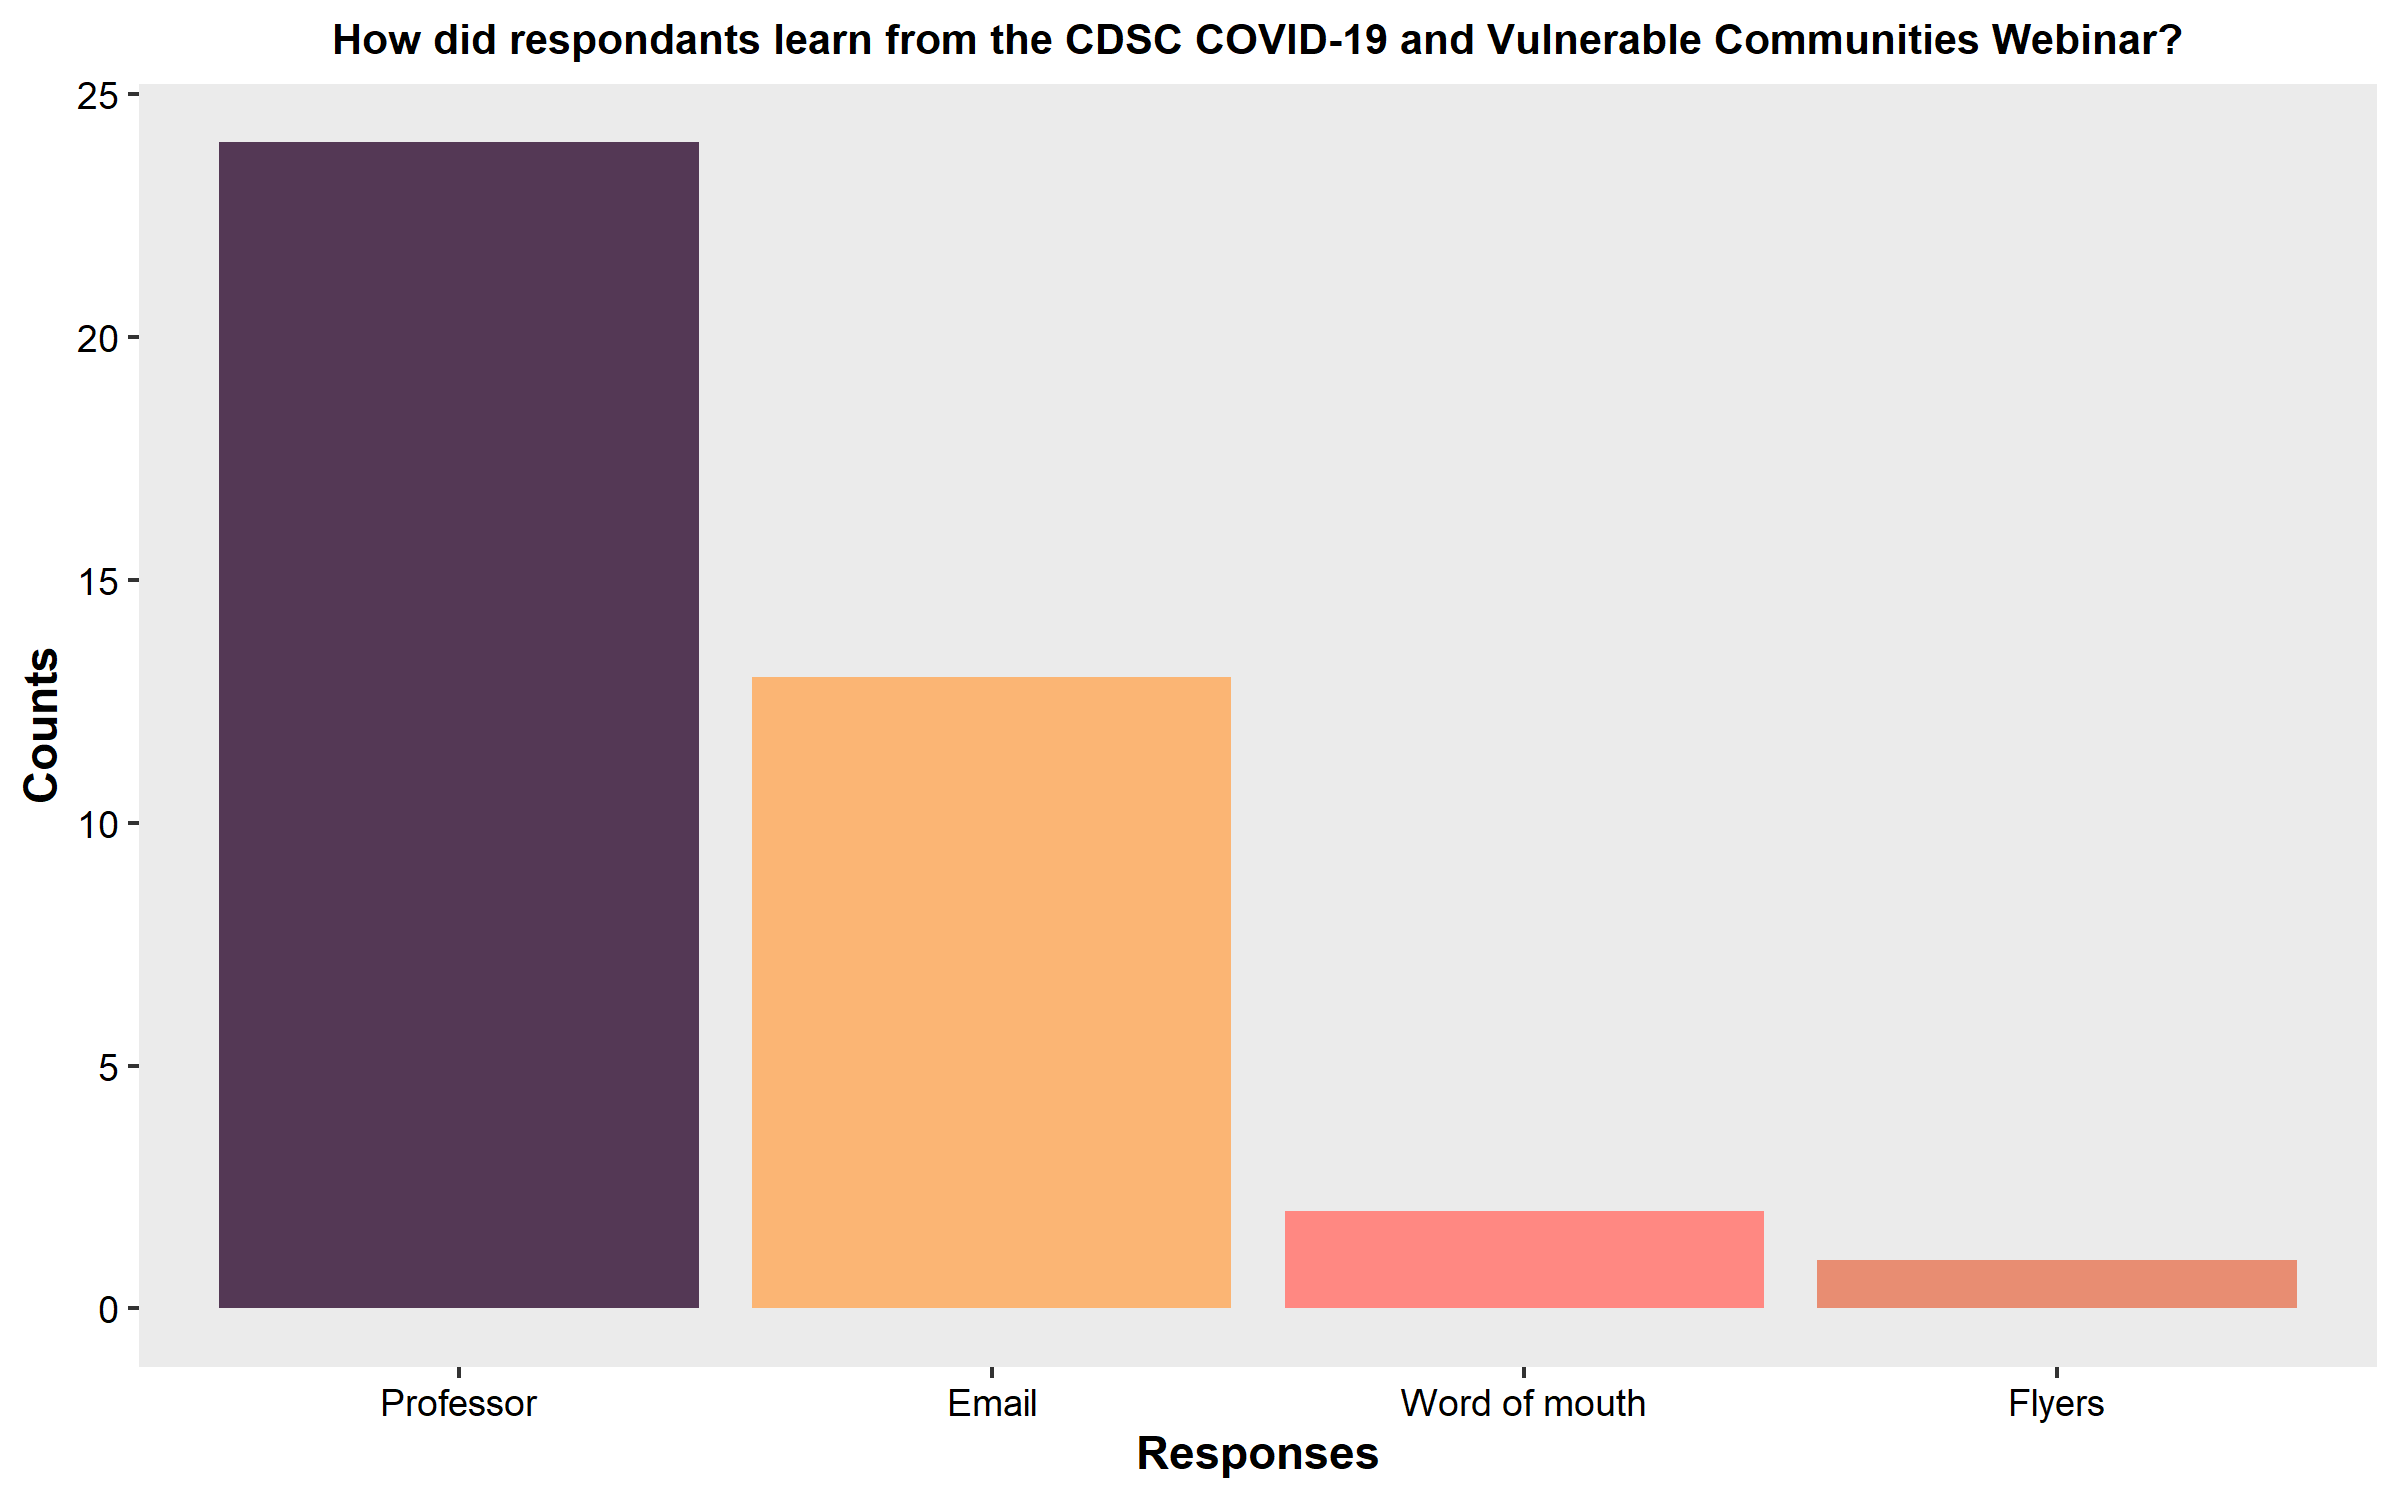 How did respondants learn from the CDSC COVID-19 and Vulnerable Communities Webinar?
25
20
15
10
5
0
Counts
Professor
Email
Word of mouth
Flyers
Responses